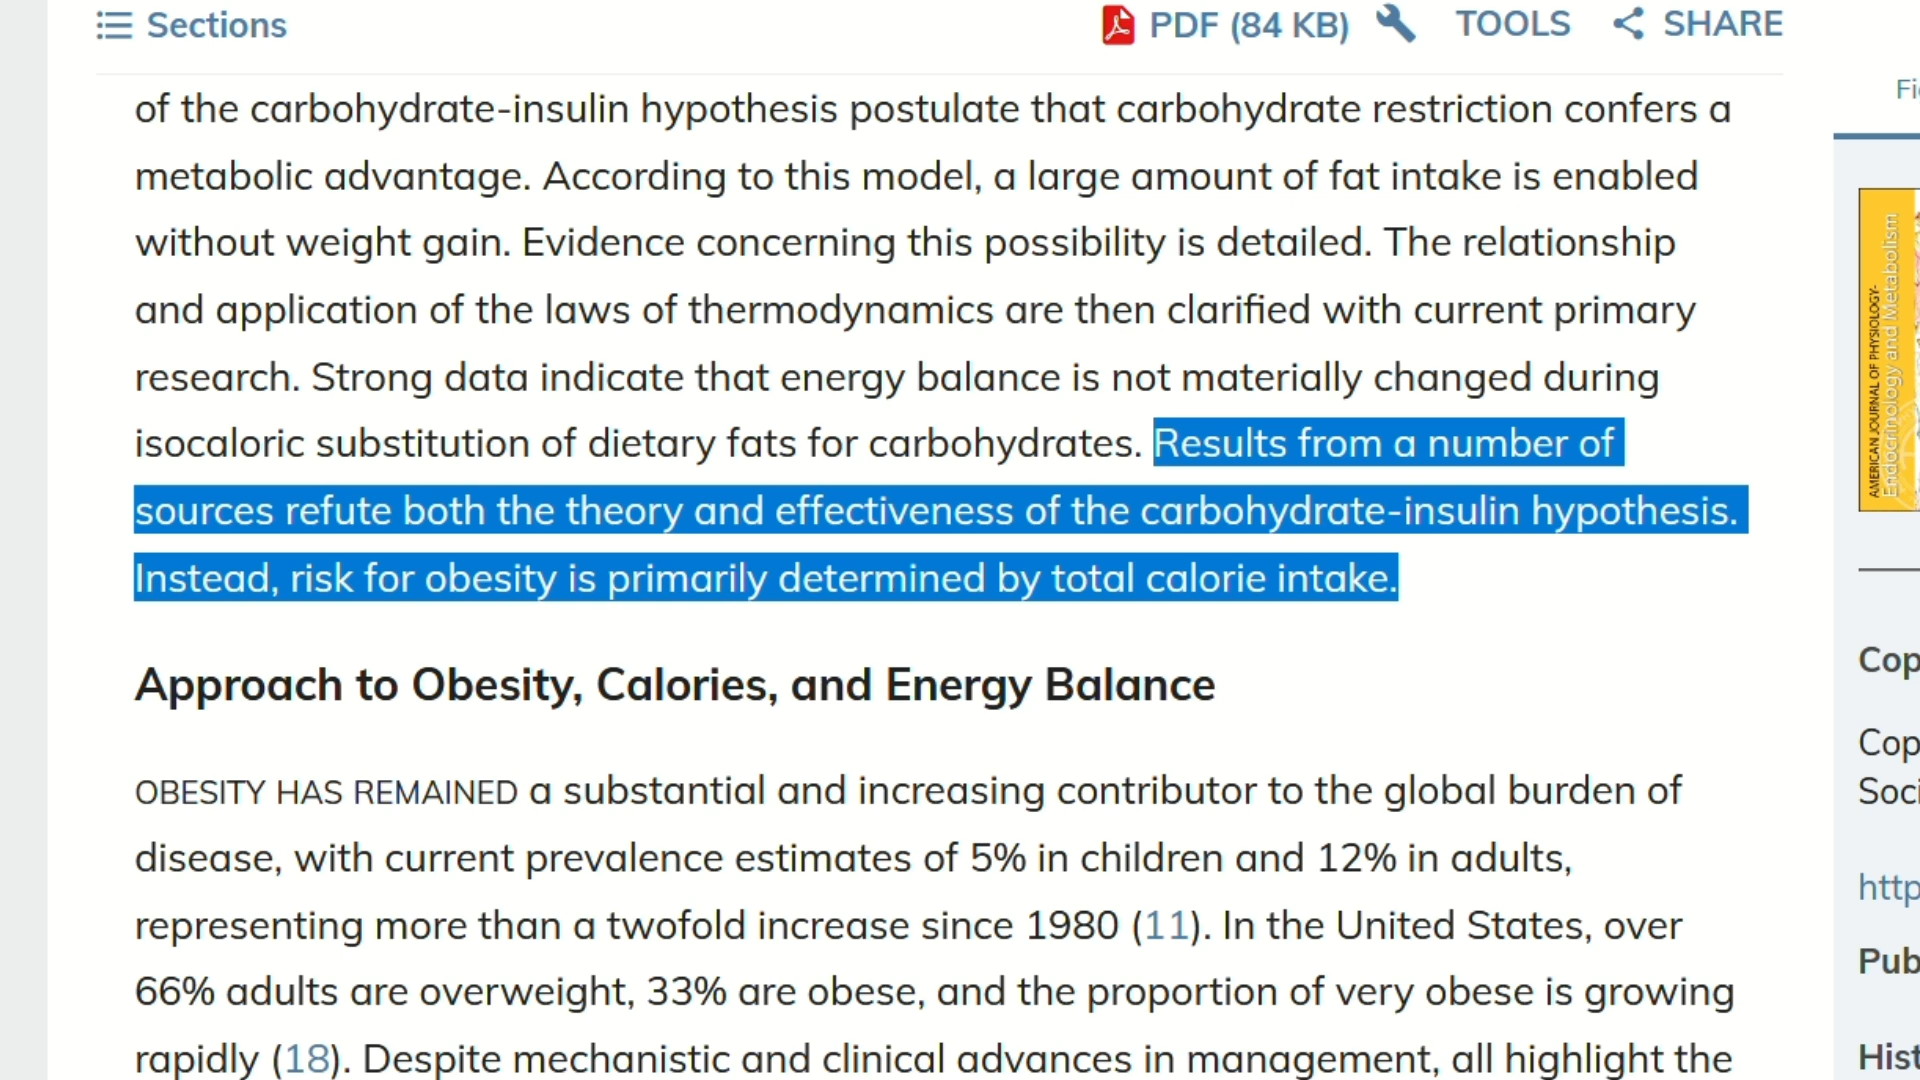 Sections
PDF (84 KB) TOOLS SHARE
of the carbohydrate-insulin hypothesis postulate that carbohydrate restriction confers a
metabolic advantage. According to this model, a large amount of fat intake is enabled
without weight gain. Evidence concerning this possibility is detailed. The relationship
and application of the laws of thermodynamics are then clarified with current primary
research. Strong data indicate that energy balance is not materially changed during
isocaloric substitution of dietary fats for carbohydrates. Results from a number of
sources refute both the theory and effectiveness of the carbohydrate-insulin hypothesis.
Instead, risk for obesity is primarily determined by total calorie intake.
Approach to Obesity, Calories, and Energy Balance
OBESITY HAS REMAINED a substantial and increasing contributor to the global burden of
disease, with current prevalence estimates of 5% in children and 12% in adults,
representing more than a twofold increase since 1980 (11). In the United States, over
66% adults are overweight, 33% are obese, and the proportion of very obese is growing
rapidly (18). Despite mechanistic and clinical advances in management, all highlight the
AMERICAN JOURNAL OF PHYSIOLOGY-
Endocrinology and Metabolism
Cop
Cop
Soci
http
Pub
Hist